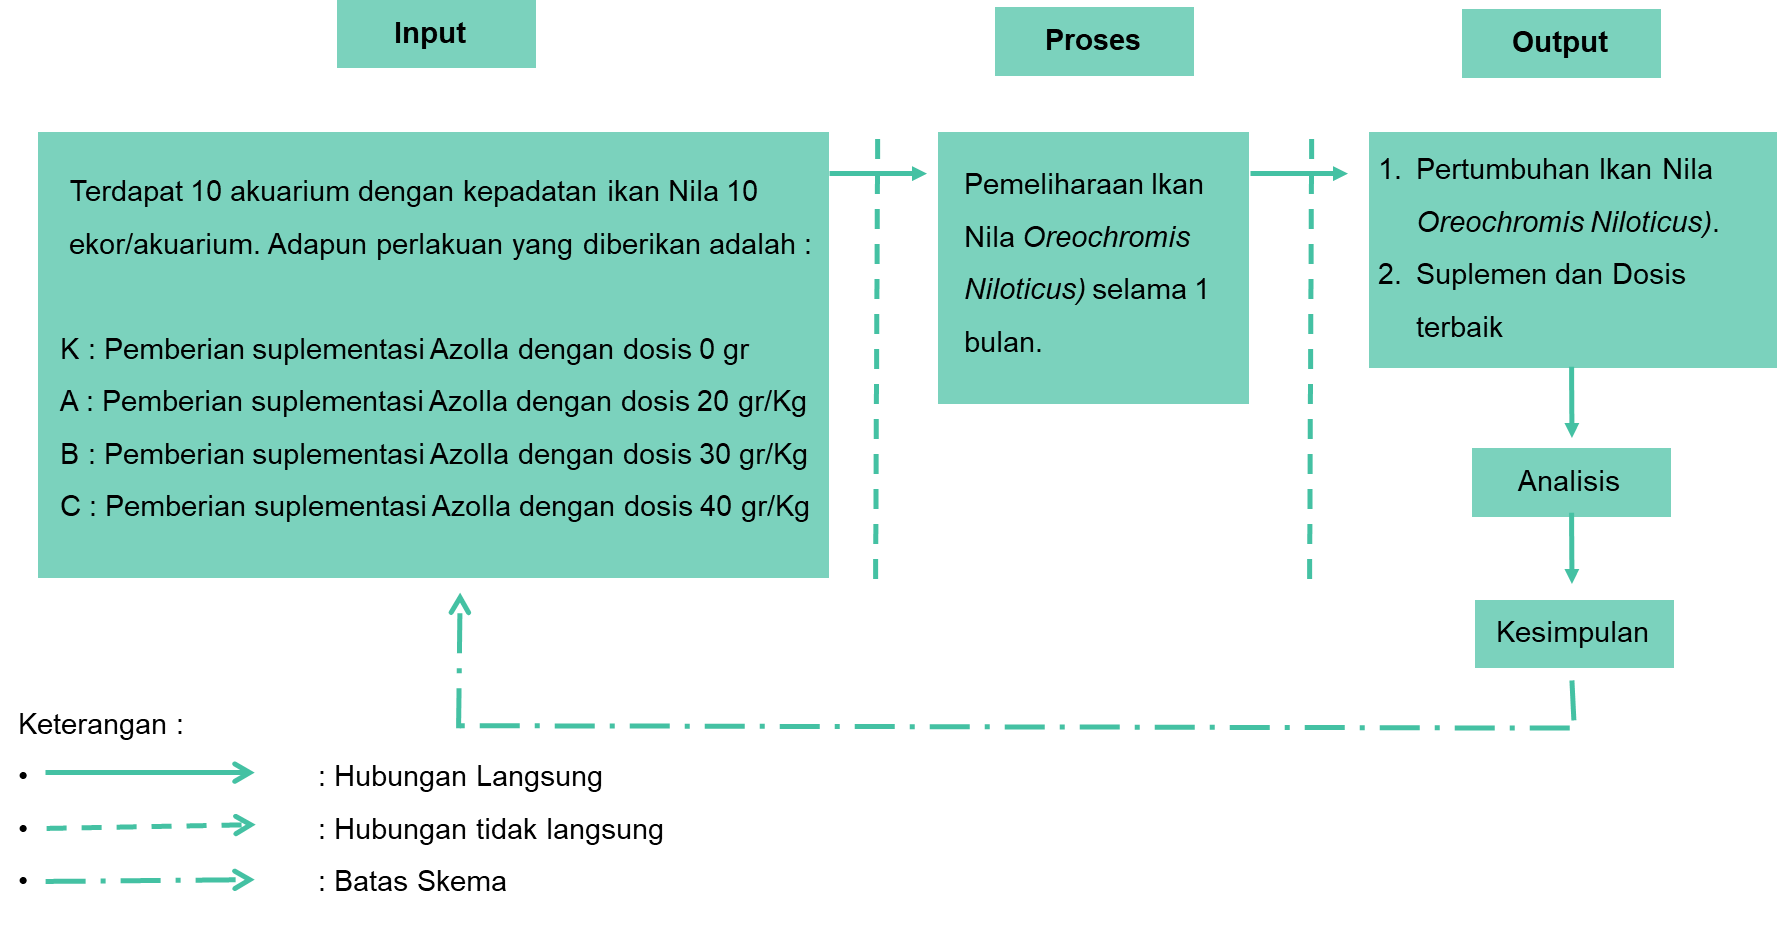 Input
Proses
Output
Terdapat 10 akuarium dengan kepadatan ikan Nila 10
ekor/akuarium. Adapun perlakuan yang diberikan adalah :
K : Pemberian suplementasi Azolla dengan dosis 0 gr
A : Pemberian suplementasi Azolla dengan dosis 20 gr/Kg
B : Pemberian suplementasi Azolla dengan dosis 30 gr/Kg
C : Pemberian suplementasi Azolla dengan dosis 40 gr/Kg
Pemeliharaan Ikan
Nila Oreochromis
Niloticus) selama 1
bulan.
1. Pertumbuhan Ikan Nila
Oreochromis Niloticus).
2. Suplemen dan Dosis
terbaik
Analisis
Kesimpulan
Keterangan :
• : Hubungan Langsung
• : Hubungan tidak langsung
• : Batas Skema